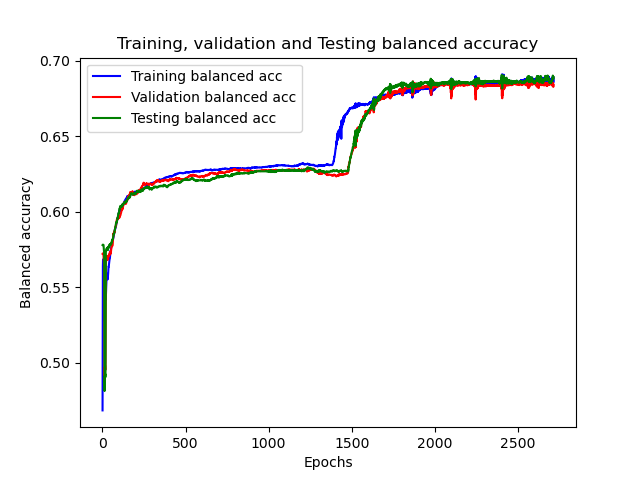 Training, validation and Testing balanced accuracy
Training balanced acc
Validation balanced acc
Testing balanced acc
Balanced accuracy
0.70
0.65
0.60
0.55
0.50
0 500 1000 1500 2000 2500
Epochs